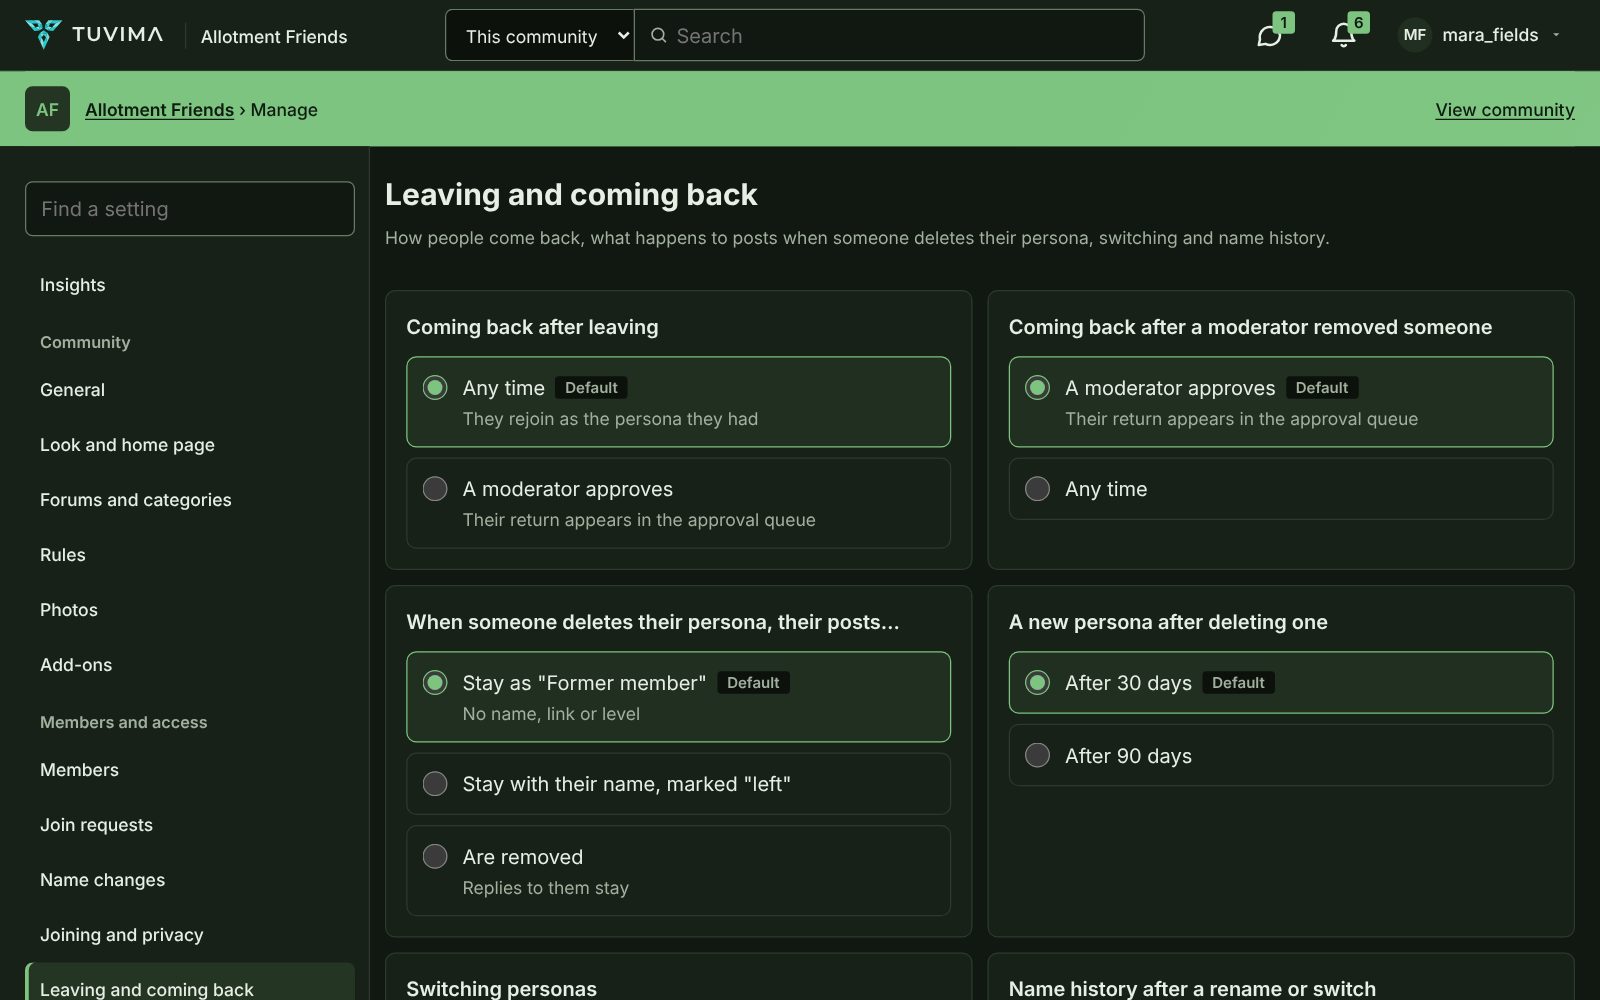 TUVIMA
Allotment Friends
This community
Search
1
6
MF
mara_fields
AF
Allotment Friends › Manage
View community
Find a setting
Insights
Community
General
Look and home page
Forums and categories
Rules
Photos
Add-ons
Members and access
Members
Join requests
Name changes
Joining and privacy
Leaving and coming back
Leaving and coming back
How people come back, what happens to posts when someone deletes their persona, switching and name history.
Coming back after leaving
Any time Default
They rejoin as the persona they had
A moderator approves
Their return appears in the approval queue
Coming back after a moderator removed someone
A moderator approves Default
Their return appears in the approval queue
Any time
When someone deletes their persona, their posts...
Stay as "Former member" Default
No name, link or level
Stay with their name, marked "left"
Are removed
Replies to them stay
A new persona after deleting one
After 30 days Default
After 90 days
Switching personas
Name history after a rename or switch